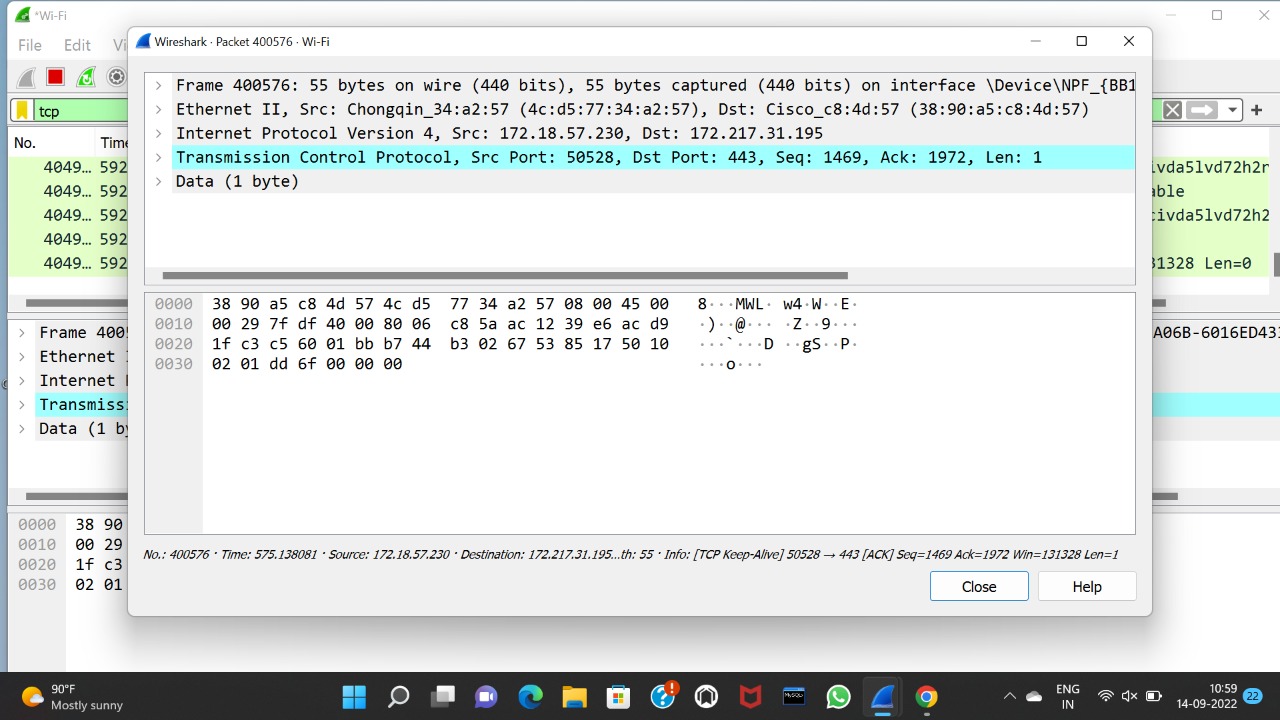 *Wi-Fi
File Edit Vi
Wireshark · Packet 400576 · Wi-Fi
tcp
No. Time
4049… 592
4049… 592
4049… 592
4049… 592
4049… 592
ivda5lvd72h2r
able
civda5lvd72h2
31328 Len=0
Frame 400576: 55 bytes on wire (440 bits), 55 bytes captured (440 bits) on interface \Device\NPF_{BB1
Ethernet II, Src: Chongqin_34:a2:57 (4c:d5:77:34:a2:57), Dst: Cisco_c8:4d:57 (38:90:a5:c8:4d:57)
Internet Protocol Version 4, Src: 172.18.57.230, Dst: 172.217.31.195
Transmission Control Protocol, Src Port: 50528, Dst Port: 443, Seq: 1469, Ack: 1972, Len: 1
Data (1 byte)
0000 38 90 a5 c8 4d 57 4c d5 77 34 a2 57 08 00 45 00 8···MWL· w4·W··E·
0010 00 29 7f df 40 00 80 06 c8 5a ac 12 39 e6 ac d9 ·)··@··· ·Z··9···
0020 1f c3 c5 60 01 bb b7 44 b3 02 67 53 85 17 50 10 ···`···D ··gS··P·
0030 02 01 dd 6f 00 00 00 ···o···
No.: 400576 · Time: 575.138081 · Source: 172.18.57.230 · Destination: 172.217.31.195…th: 55 · Info: [TCP Keep-Alive] 50528 → 443 [ACK] Seq=1469 Ack=1972 Win=131328 Len=1
Close Help
Frame 400
A06B-6016ED431
Ethernet
Internet
Transmiss
Data (1 by
0000 38 90
0010 00 29
0020 1f c3
0030 02 01
90°F
Mostly sunny
MySQL
ENG
IN
10:59
14-09-2022
22